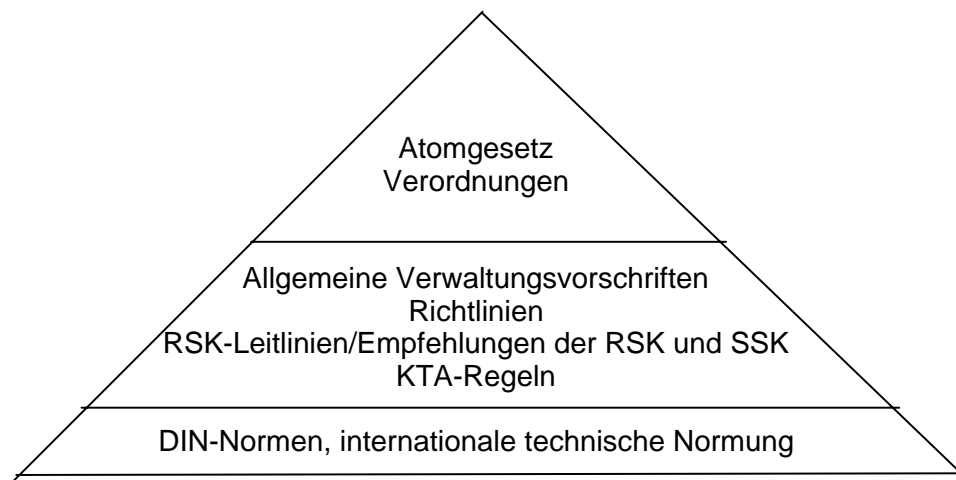 Atomgesetz
Verordnungen
Allgemeine Verwaltungsvorschriften
Richtlinien
RSK-Leitlinien/Empfehlungen der RSK und SSK
KTA-Regeln
DIN-Normen, internationale technische Normung